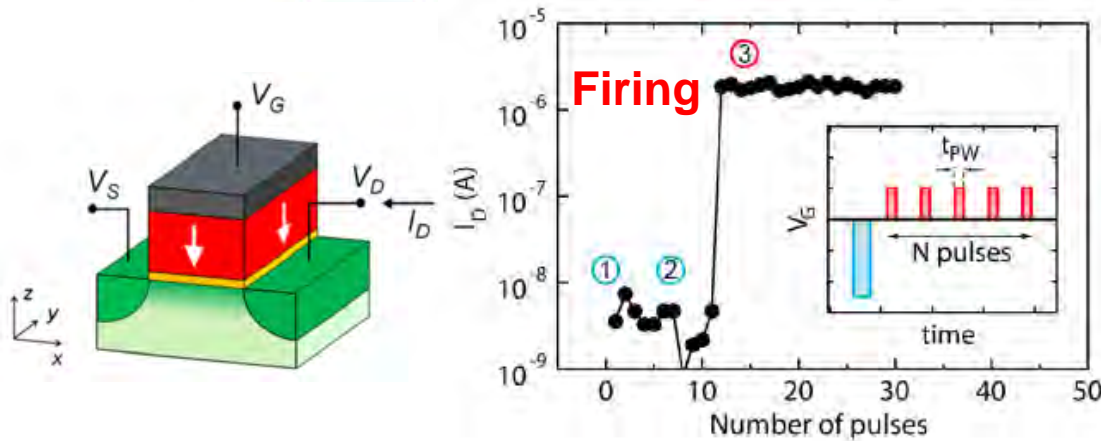 V_G
V_S
V_D
I_D
z
y
x
10^-5
10^-6
10^-7
10^-8
10^-9
I_D (A)
Firing
1
2
3
t_PW
V_G
N pulses
time
0
10
20
30
40
50
Number of pulses